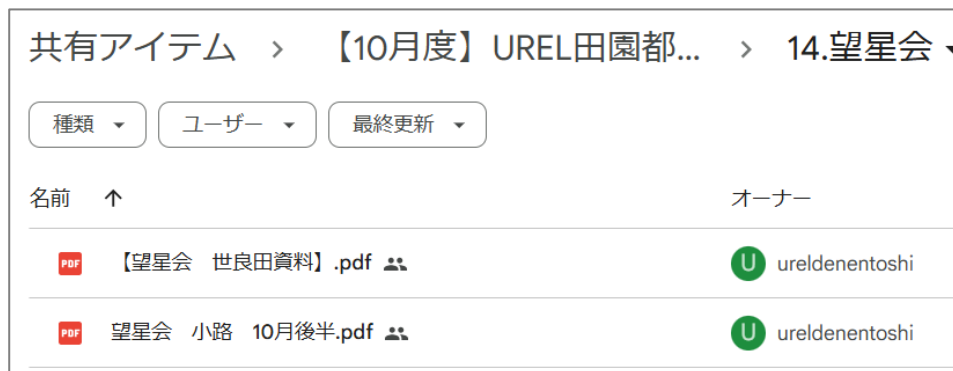 共有アイテム > 【10月度】UREL田園都... > 14.望星会
種類 ユーザー 最終更新
名前 オーナー
PDF 【望星会　世良田資料】.pdf U ureldenentoshi
PDF 望星会　小路　10月後半.pdf U ureldenentoshi